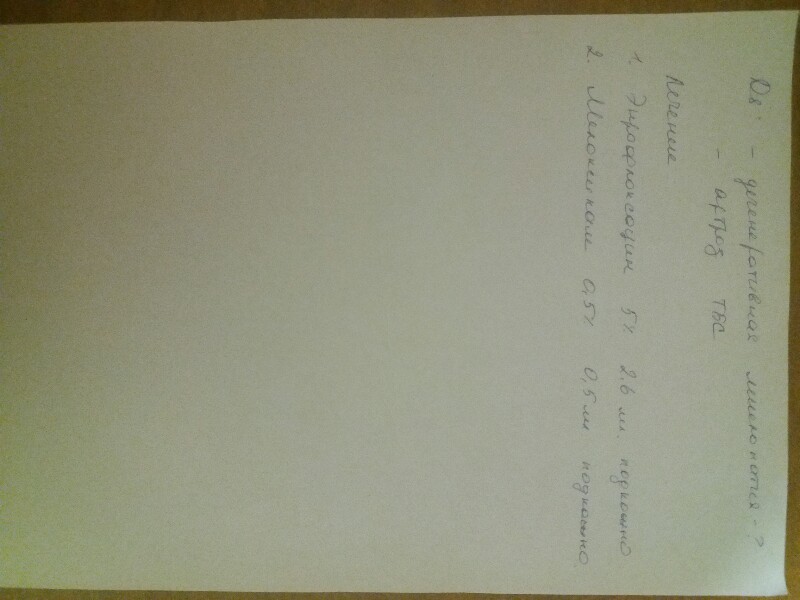 Ds: - дегенеративная миелопатия - ?
- артроз ТБС
Лечение
1. Энрофлоксацин 5% 2.6 мл. подкожно
2. Мелоксикам 0,5% 0,5 мл подкожно.